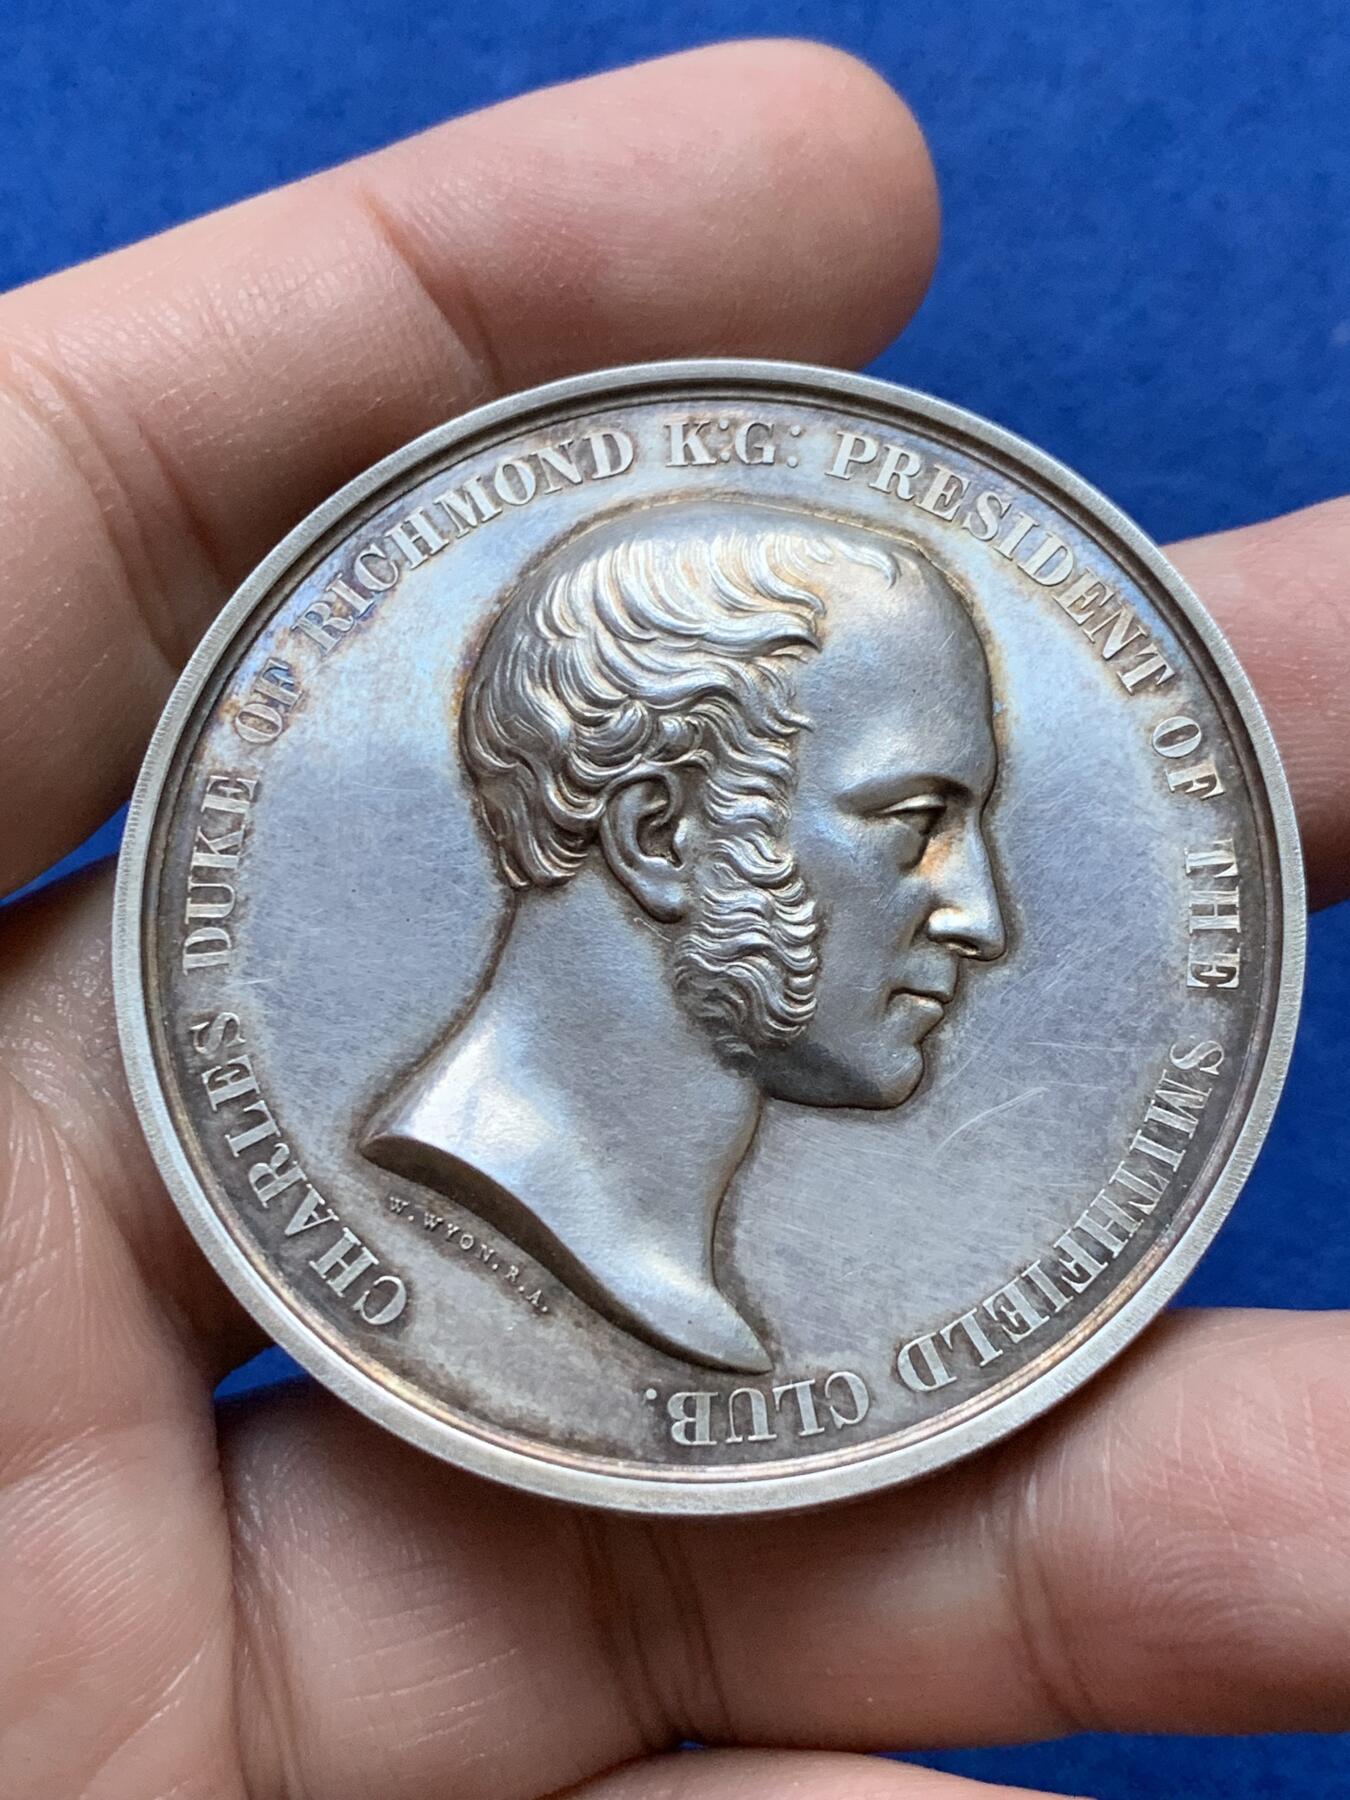 CHARLES DUKE OF RICHMOND K:G: PRESIDENT OF THE SMITHFIELD CLUB.
W. WYON. R. A.